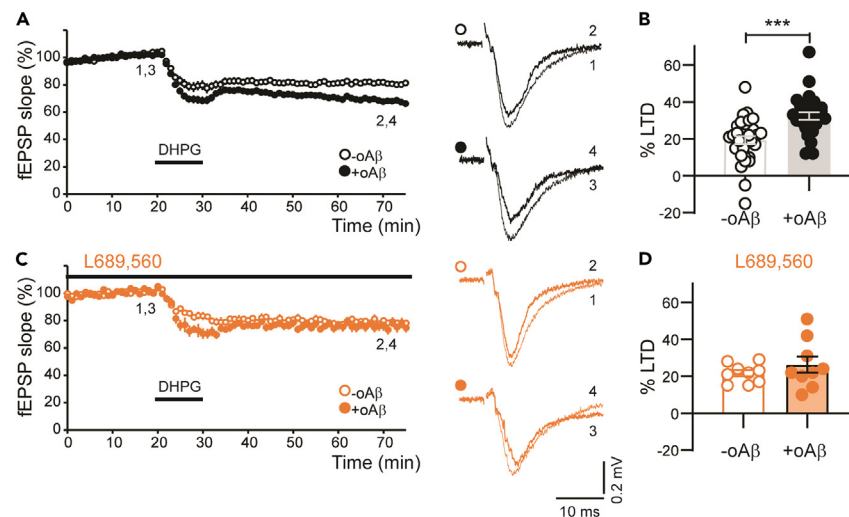 A
fEPSP slope (%)
100
80
60
40
20
0
1,3
2,4
DHPG
-oAβ
+oAβ
0
10
20
30
40
50
60
70
Time (min)
2
1
4
3
B
***
% LTD
80
60
40
20
0
-20
-oAβ
+oAβ
C
L689,560
fEPSP slope (%)
100
80
60
40
20
0
1,3
2,4
DHPG
-oAβ
+oAβ
0
10
20
30
40
50
60
70
Time (min)
2
1
4
3
0.2 mV
10 ms
D
L689,560
% LTD
60
40
20
0
-20
-oAβ
+oAβ